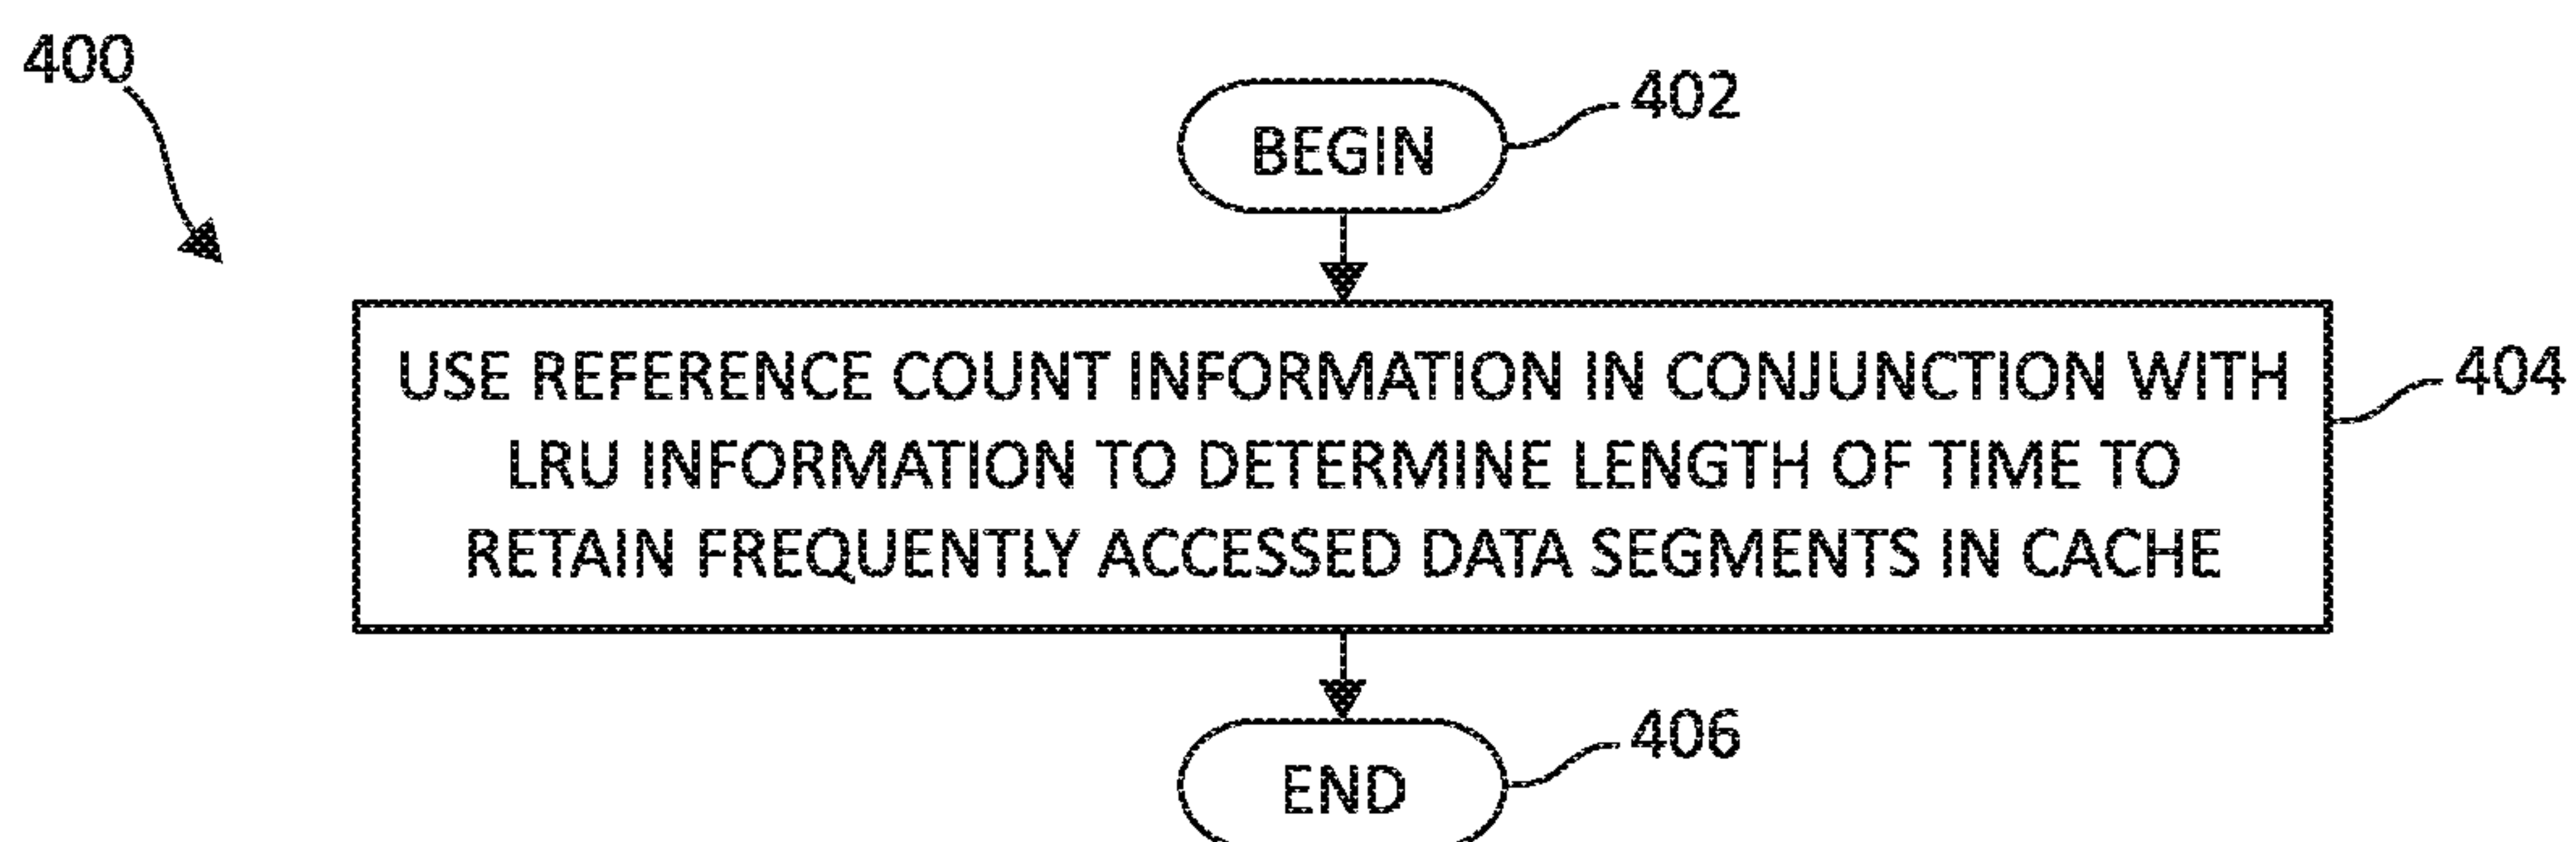 400
BEGIN
402
USE REFERENCE COUNT INFORMATION IN CONJUNCTION WITH
LRU INFORMATION TO DETERMINE LENGTH OF TIME TO
RETAIN FREQUENTLY ACCESSED DATA SEGMENTS IN CACHE
404
END
406